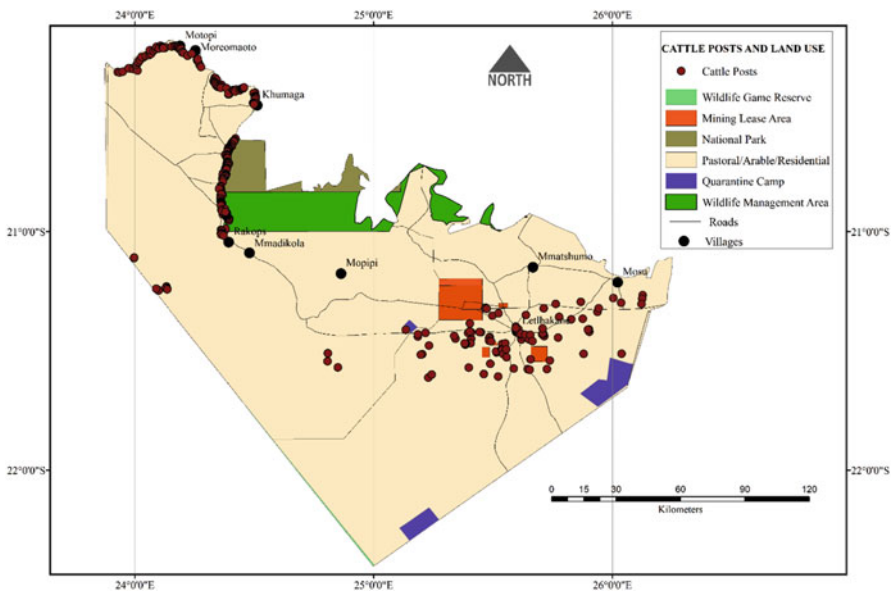 24°0'0"E 25°0'0"E 26°0'0"E
Motopi
Moreomaoto
NORTH
CATTLE POSTS AND LAND USE
Cattle Posts
Wildlife Game Reserve
Mining Lease Area
National Park
Pastoral/Arable/Residential
Quarantine Camp
Wildlife Management Area
Roads
Villages
Khumaga
21°0'0"S 21°0'0"S
Rakops
Mmadikola
Mopipi
Mmatshumo
Mosu
Letlhakane
22°0'0"S 22°0'0"S
0 15 30 60 90 120
Kilometers
24°0'0"E 25°0'0"E 26°0'0"E